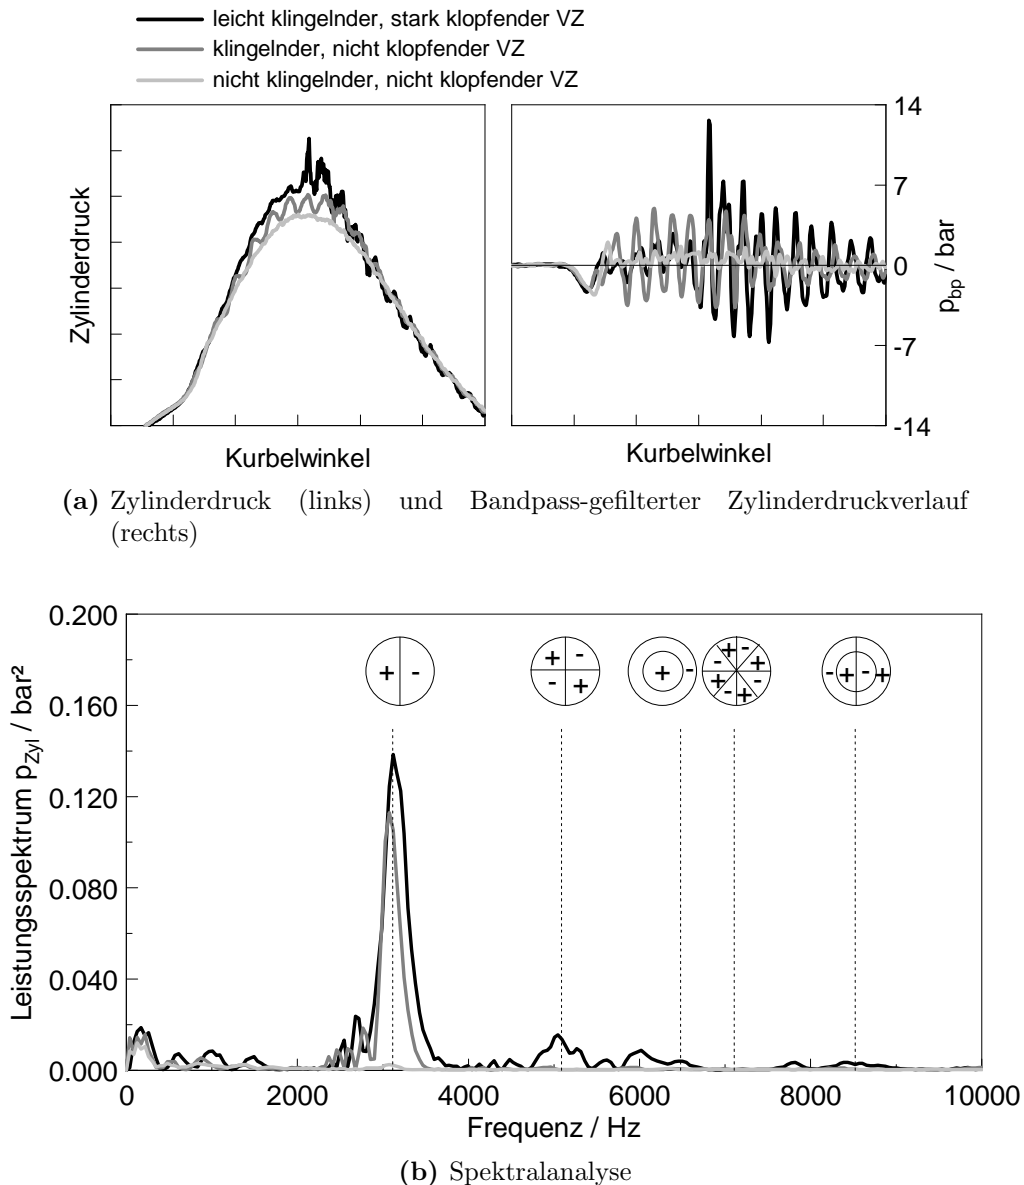 leicht klingelnder, stark klopfender VZ
klingelnder, nicht klopfender VZ
nicht klingelnder, nicht klopfender VZ
Zylinderdruck
Kurbelwinkel
14
7
0
-7
-14
p_bp / bar
Kurbelwinkel
(a) Zylinderdruck (links) und Bandpass-gefilterter Zylinderdruckverlauf
(rechts)
Leistungsspektrum p_Zyl / bar²
0.200
0.160
0.120
0.080
0.040
0.000
+ -
+ -
- +
+ -
+ - + - + - + -
- + - +
0 2000 4000 6000 8000 10000
Frequenz / Hz
(b) Spektralanalyse